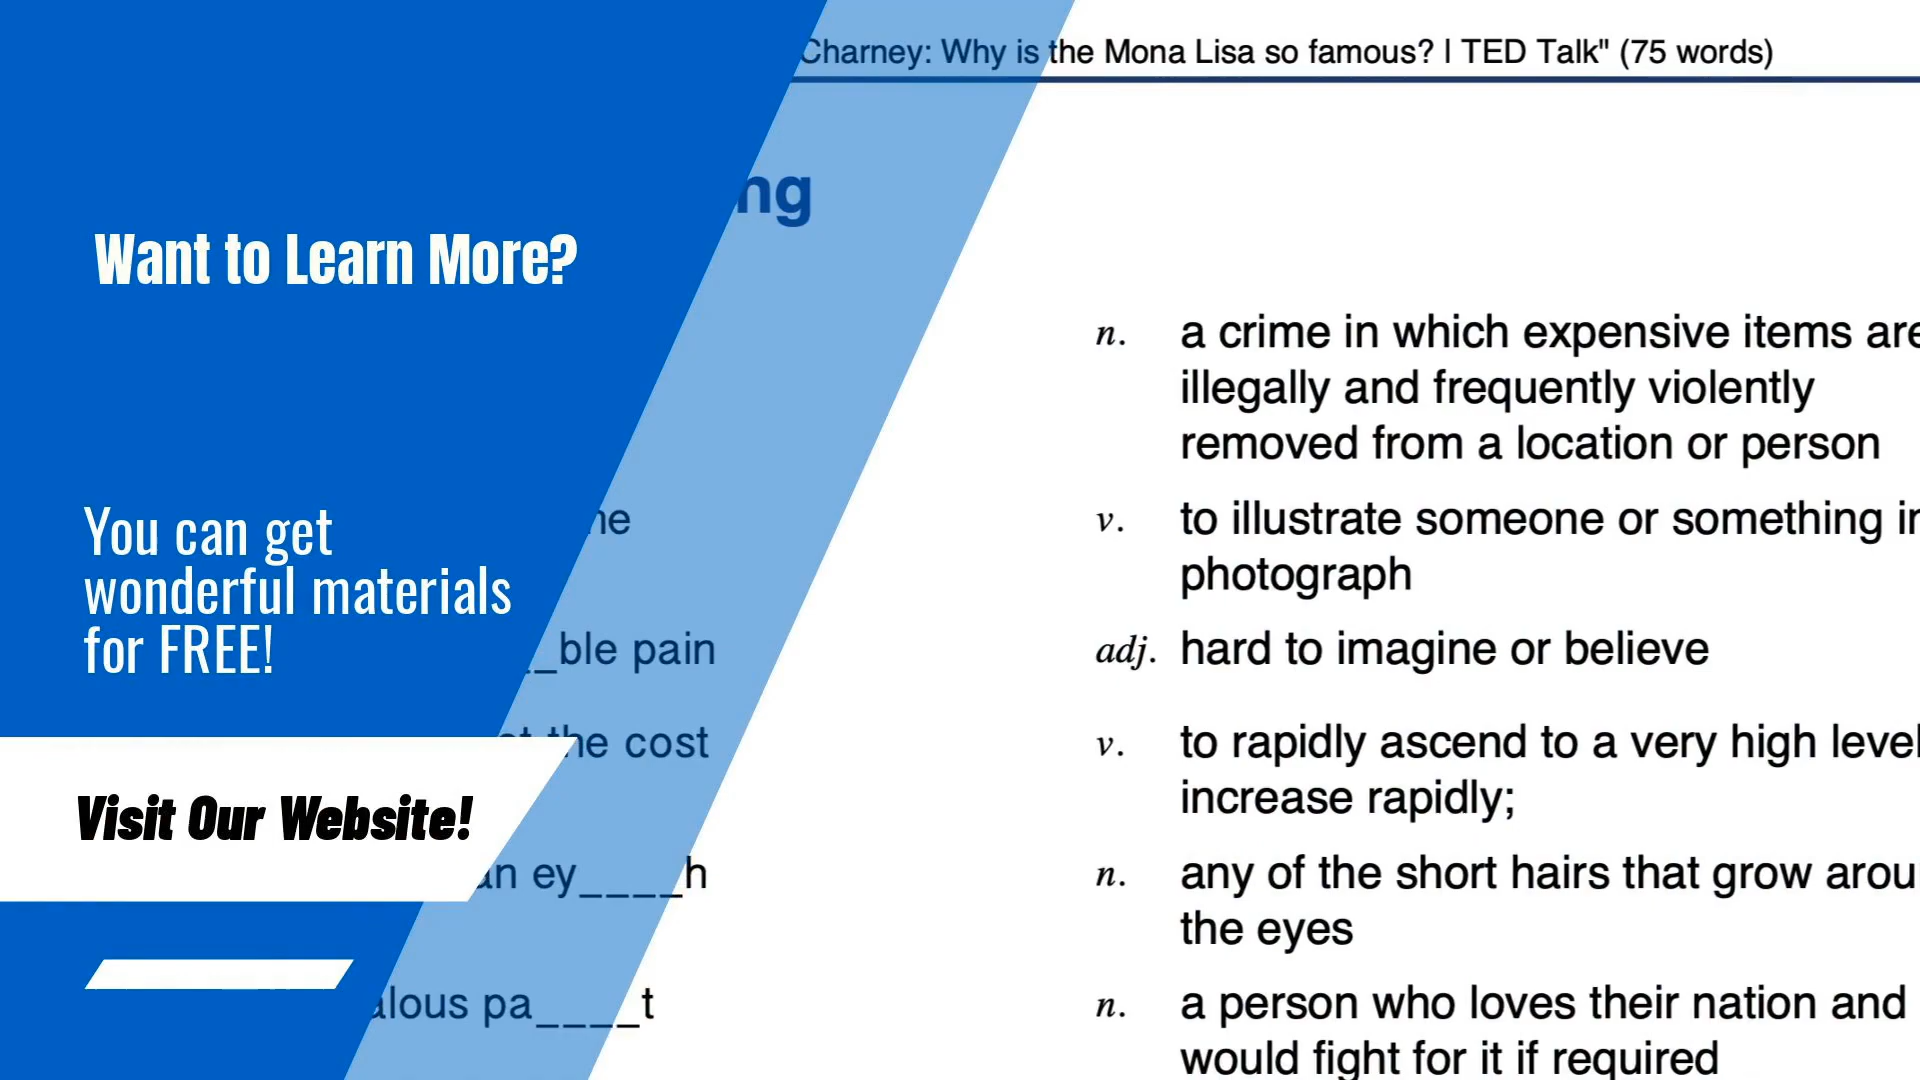 Charney: Why is the Mona Lisa so famous? | TED Talk" (75 words)
ng
Want to Learn More?
You can get
wonderful materials
for FREE!
Visit Our Website!
n. a crime in which expensive items are
illegally and frequently violently
removed from a location or person
v. to illustrate someone or something in
photograph
_ble pain adj. hard to imagine or believe
the cost v. to rapidly ascend to a very high level
increase rapidly;
an ey____h n. any of the short hairs that grow arou
the eyes
alous pa____t n. a person who loves their nation and
would fight for it if required